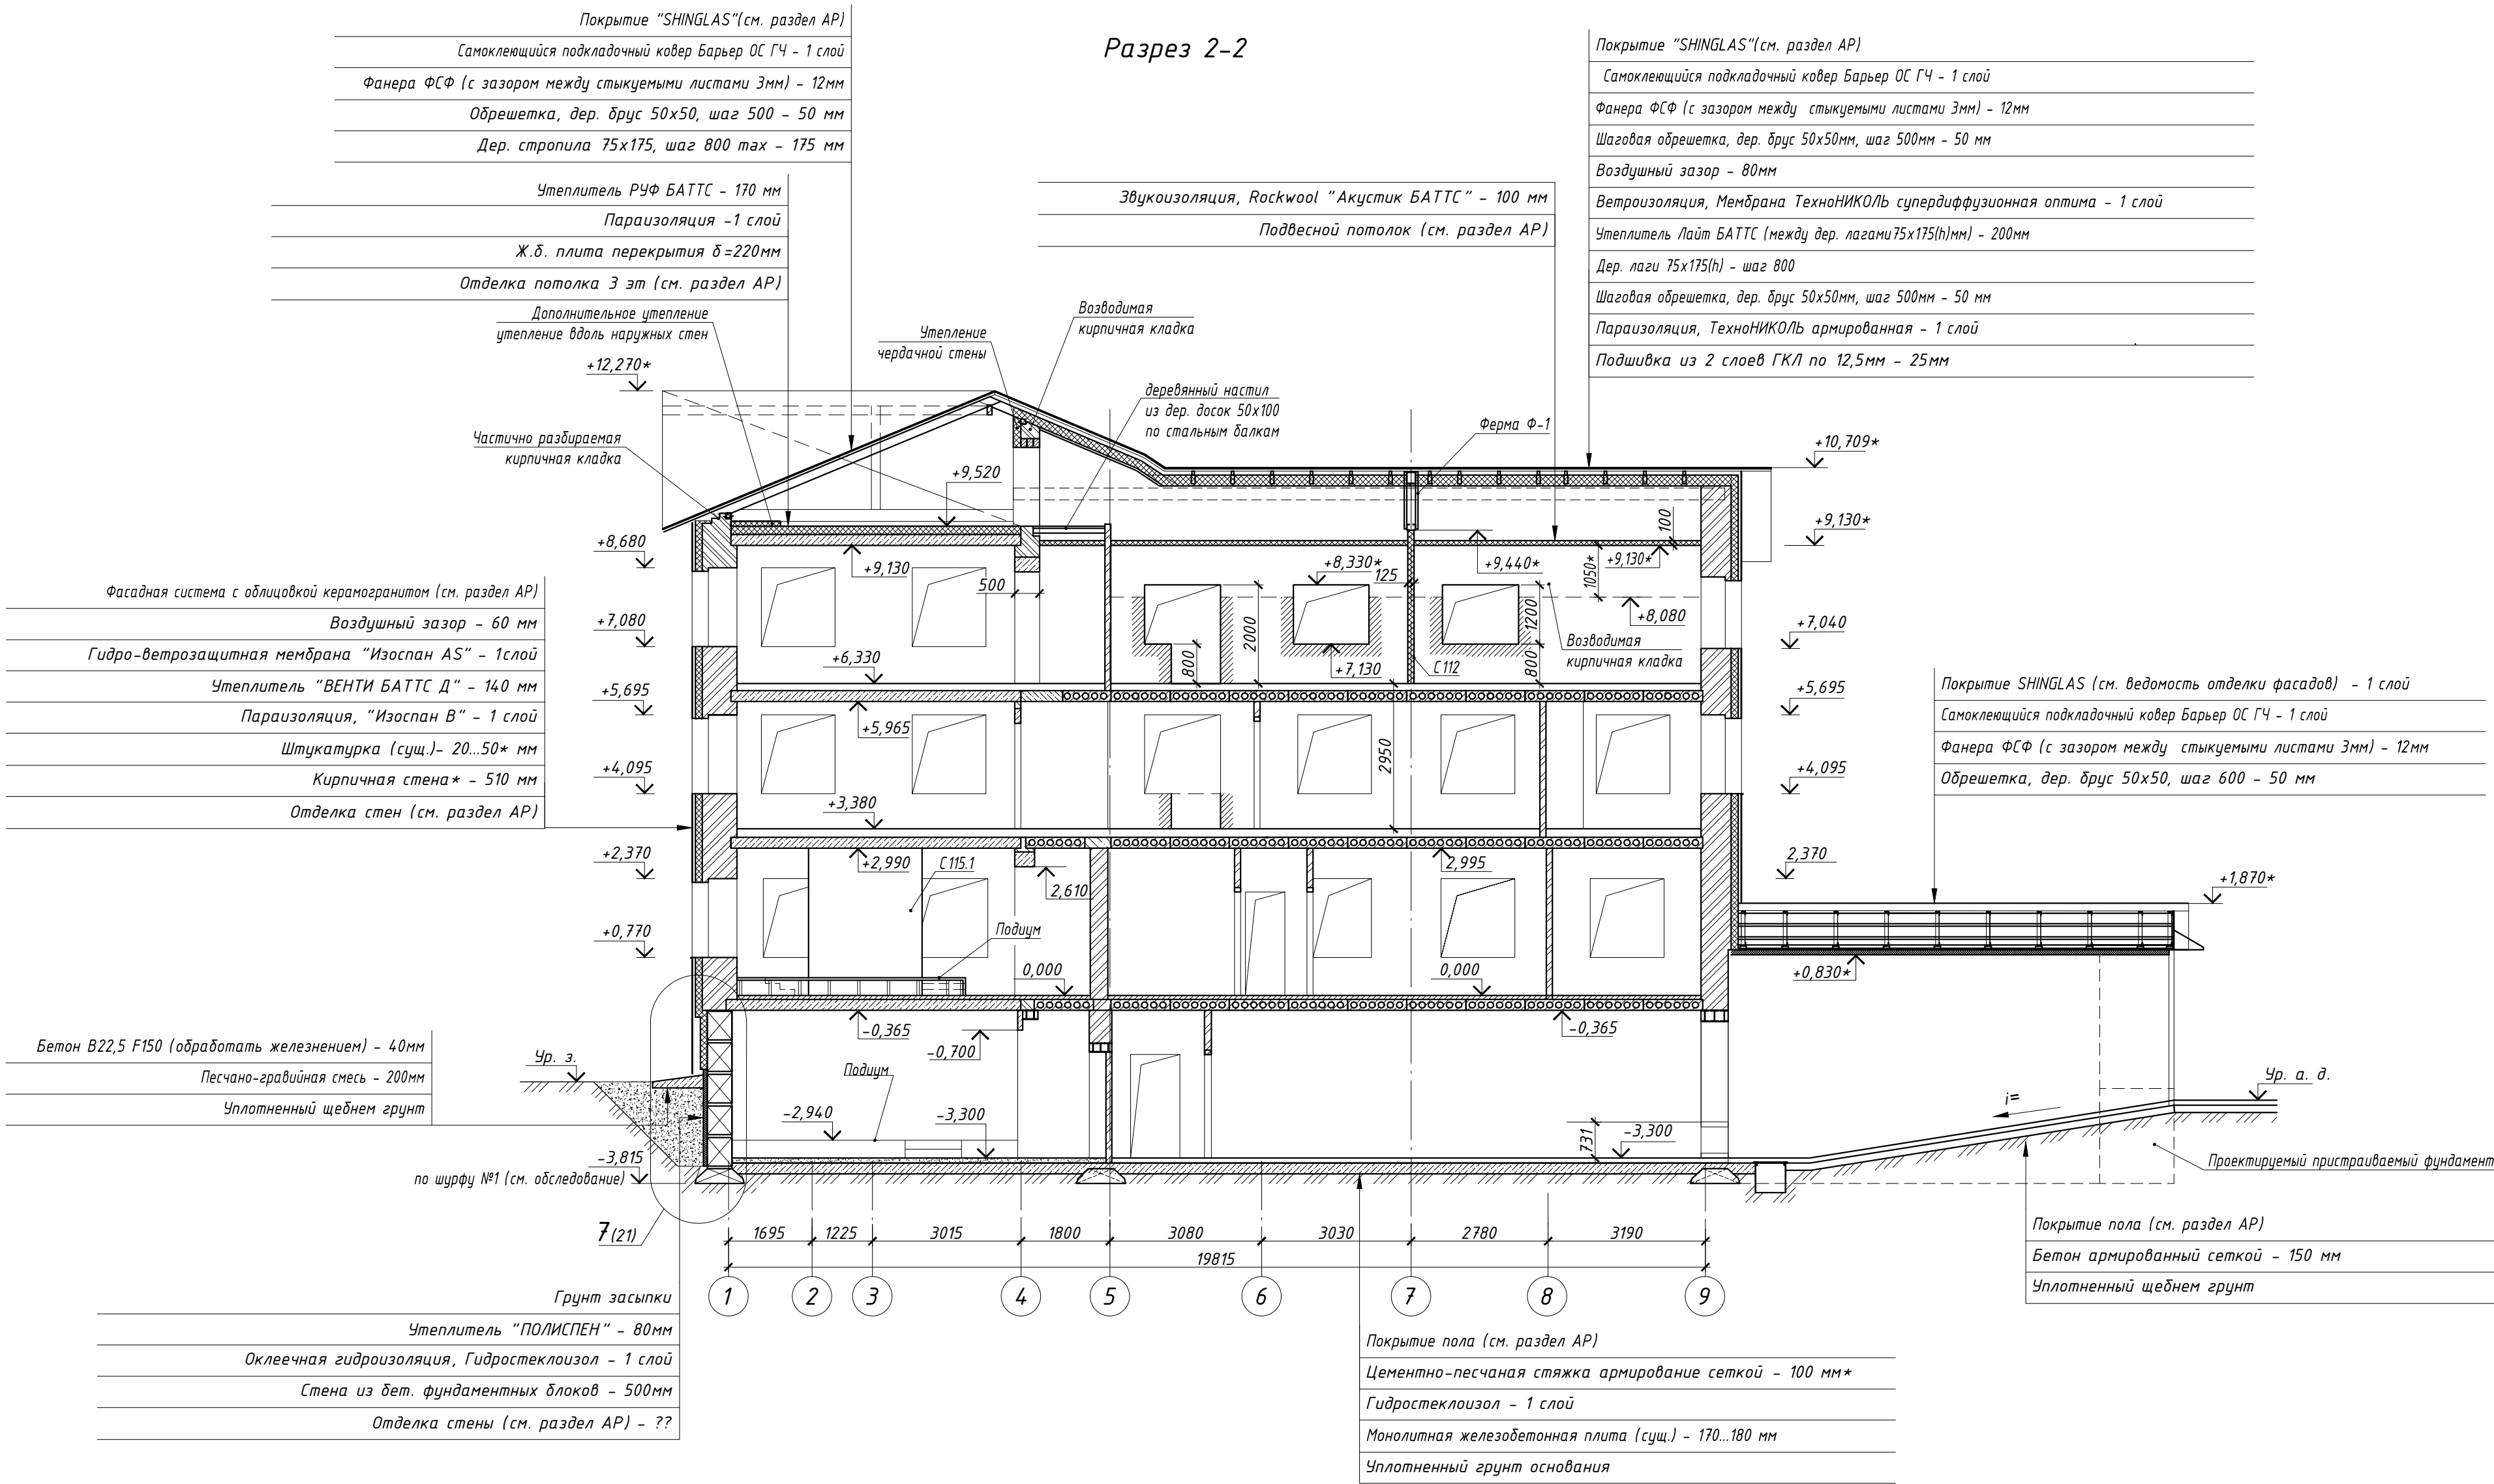 Разрез 2-2
Покрытие "SHINGLAS"(см. раздел АР)
Самоклеющийся подкладочный ковер Барьер ОС ГЧ - 1 слой
Фанера ФСФ (с зазором между стыкуемыми листами 3мм) - 12мм
Обрешетка, дер. брус 50х50, шаг 500 - 50 мм
Дер. стропила 75х175, шаг 800 max - 175 мм
Утеплитель РУФ БАТТС - 170 мм
Параизоляция -1 слой
Ж.б. плита перекрытия δ=220мм
Отделка потолка 3 эт (см. раздел АР)
Дополнительное утепление
утепление вдоль наружных стен
Звукоизоляция, Rockwool "Акустик БАТТС" - 100 мм
Подвесной потолок (см. раздел АР)
Покрытие "SHINGLAS"(см. раздел АР)
Самоклеющийся подкладочный ковер Барьер ОС ГЧ - 1 слой
Фанера ФСФ (с зазором между стыкуемыми листами 3мм) - 12мм
Шаговая обрешетка, дер. брус 50х50мм, шаг 500мм - 50 мм
Воздушный зазор - 80мм
Ветроизоляция, Мембрана ТехноНИКОЛЬ супердиффузионная оптима - 1 слой
Утеплитель Лайт БАТТС (между дер. лагами75х175(h)мм) - 200мм
Дер. лаги 75х175(h) - шаг 800
Шаговая обрешетка, дер. брус 50х50мм, шаг 500мм - 50 мм
Параизоляция, ТехноНИКОЛЬ армированная - 1 слой
Подшивка из 2 слоев ГКЛ по 12,5мм - 25мм
Утепление
чердачной стены
Возводимая
кирпичная кладка
деревянный настил
из дер. досок 50х100
по стальным балкам
Ферма Ф-1
Частично разбираемая
кирпичная кладка
+12,270*
+9,520
+10,709*
+9,130*
+8,680
+9,130
500
+8,330*
125
+9,440*
1050*
+9,130*
100
+8,080
2000
800
1200
800
+7,130
С112
Возводимая
кирпичная кладка
+7,080
+7,040
+6,330
+5,695
+5,695
+5,965
2950
+4,095
+4,095
+3,380
+2,370
2,370
+2,990
С115.1
2,610
2,995
+0,770
Подиум
0,000
0,000
+1,870*
+0,830*
-0,365
-0,700
-0,365
Фасадная система с облицовкой керамогранитом (см. раздел АР)
Воздушный зазор - 60 мм
Гидро-ветрозащитная мембрана "Изоспан AS" - 1слой
Утеплитель "ВЕНТИ БАТТС Д" - 140 мм
Параизоляция, "Изоспан В" - 1 слой
Штукатурка (сущ.)- 20...50* мм
Кирпичная стена* - 510 мм
Отделка стен (см. раздел АР)
Покрытие SHINGLAS (см. ведомость отделки фасадов) - 1 слой
Самоклеющийся подкладочный ковер Барьер ОС ГЧ - 1 слой
Фанера ФСФ (с зазором между стыкуемыми листами 3мм) - 12мм
Обрешетка, дер. брус 50х50, шаг 600 - 50 мм
Бетон В22,5 F150 (обработать железнением) - 40мм
Песчано-гравийная смесь - 200мм
Уплотненный щебнем грунт
Ур. з.
Подиум
-2,940
-3,300
731
-3,300
i=
Ур. а. д.
-3,815
по шурфу №1 (см. обследование)
7(21)
Проектируемый пристраиваемый фундамент
1695
1225
3015
1800
3080
3030
2780
3190
19815
1
2
3
4
5
6
7
8
9
Покрытие пола (см. раздел АР)
Бетон армированный сеткой - 150 мм
Уплотненный щебнем грунт
Грунт засыпки
Утеплитель "ПОЛИСПЕН" - 80мм
Оклеечная гидроизоляция, Гидростеклоизол - 1 слой
Стена из бет. фундаментных блоков - 500мм
Отделка стены (см. раздел АР) - ??
Покрытие пола (см. раздел АР)
Цементно-песчаная стяжка армирование сеткой - 100 мм*
Гидростеклоизол - 1 слой
Монолитная железобетонная плита (сущ.) - 170...180 мм
Уплотненный грунт основания